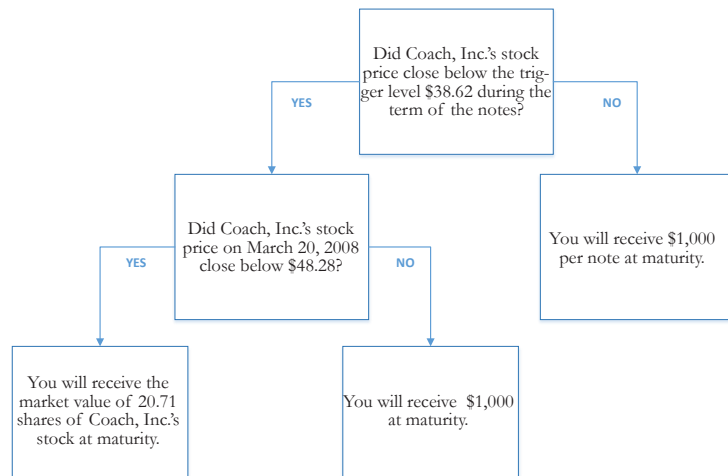 Did Coach, Inc.'s stock
price close below the trig-
ger level $38.62 during the
term of the notes?
YES
NO
Did Coach, Inc.'s stock
price on March 20, 2008
close below $48.28?
You will receive $1,000
per note at maturity.
YES
NO
You will receive the
market value of 20.71
shares of Coach, Inc.'s
stock at maturity.
You will receive  $1,000
at maturity.